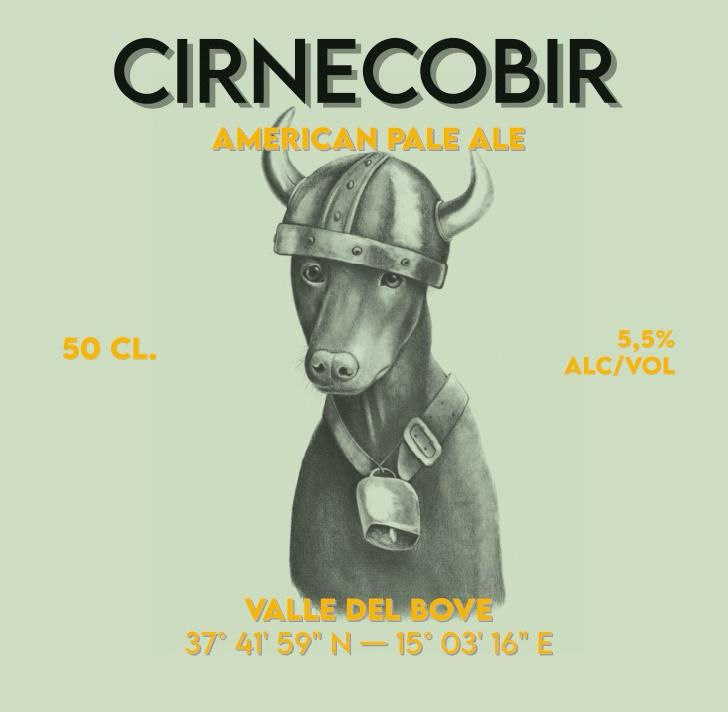 CIRNECOBIR
AMERICAN PALE ALE
50 CL.
5,5%
ALC/VOL
VALLE DEL BOVE
37° 41' 59" N — 15° 03' 16" E